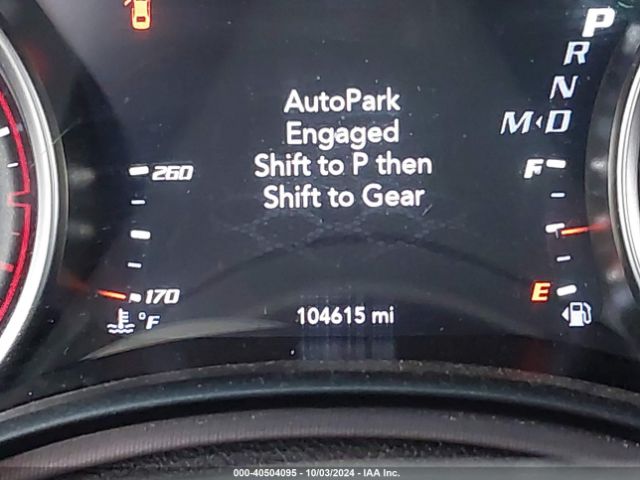 P
R
N
M D
AutoPark
Engaged
Shift to P then
Shift to Gear
260
F
170
°F
E
104615 mi
000-40504095 - 10/03/2024 - IAA Inc.